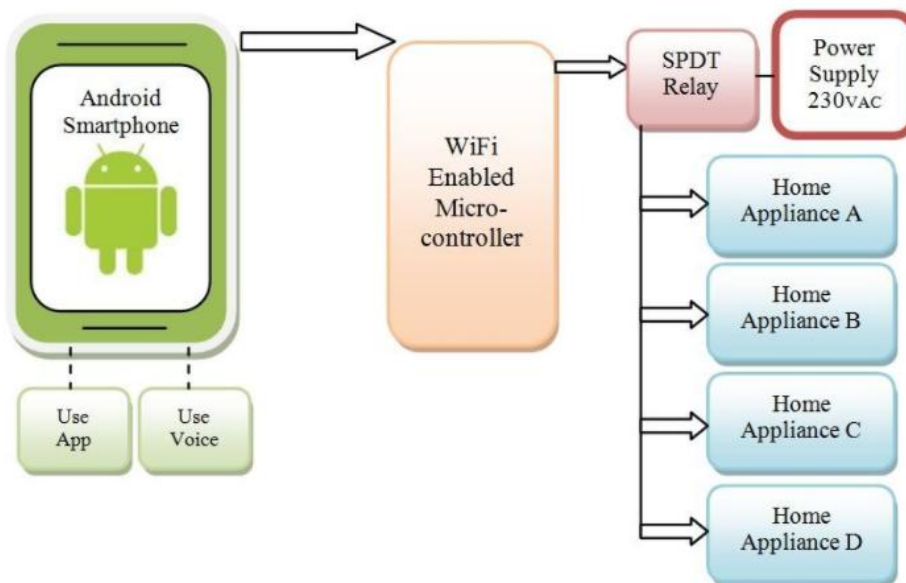 Android
Smartphone
Use
App
Use
Voice
WiFi
Enabled
Micro-
controller
SPDT
Relay
Power
Supply
230VAC
Home
Appliance A
Home
Appliance B
Home
Appliance C
Home
Appliance D